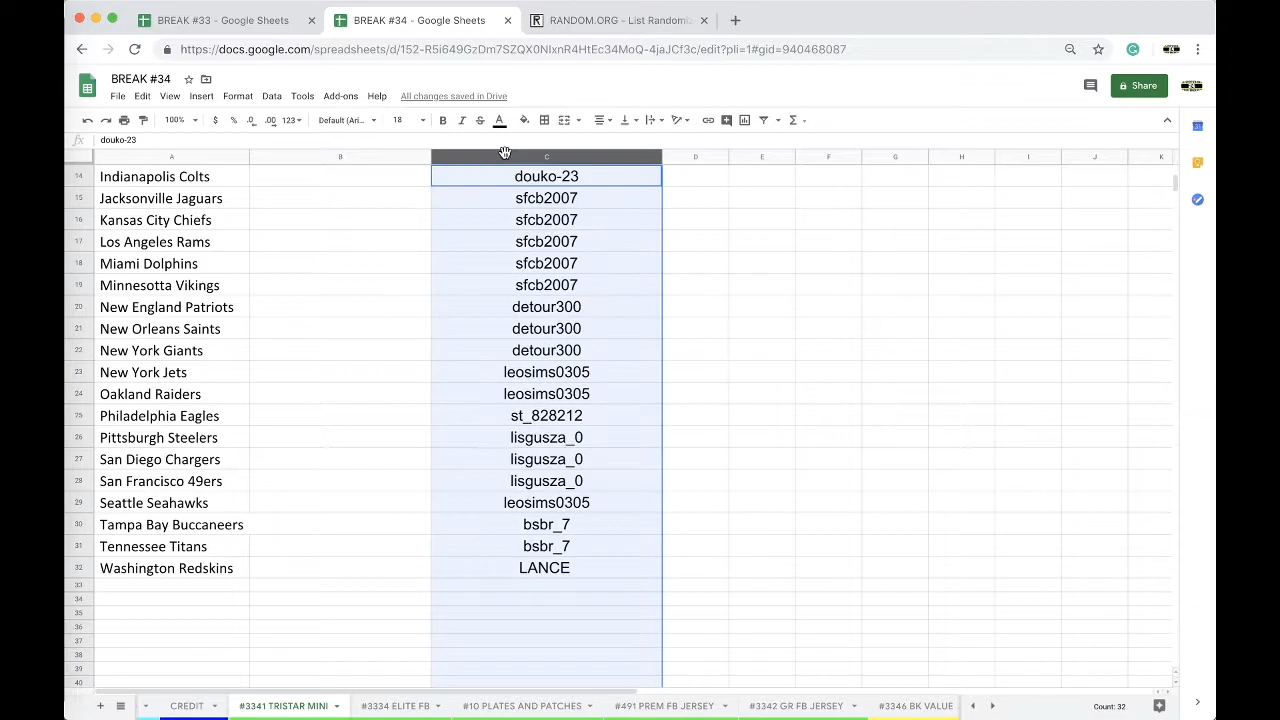 BREAK #33 - Google Sheets
BREAK #34 - Google Sheets
R RANDOM.ORG - List Randomiz
https://docs.google.com/spreadsheets/d/152-R5i649GzDm7SZQX0NIxnR4HtEc34MoQ-4jaJCf3c/edit?pli=1#gid=940468087
BREAK #34
File Edit View Insert Format Data Tools Add-ons Help All changes saved in Drive
Share
100% $ % .0 .00 123 Default (Ari... 18 B I S A
fx douko-23
A B C D E F G H I J K
14 Indianapolis Colts douko-23
15 Jacksonville Jaguars sfcb2007
16 Kansas City Chiefs sfcb2007
17 Los Angeles Rams sfcb2007
18 Miami Dolphins sfcb2007
19 Minnesotta Vikings sfcb2007
20 New England Patriots detour300
21 New Orleans Saints detour300
22 New York Giants detour300
23 New York Jets leosims0305
24 Oakland Raiders leosims0305
25 Philadelphia Eagles st_828212
26 Pittsburgh Steelers lisgusza_0
27 San Diego Chargers lisgusza_0
28 San Francisco 49ers lisgusza_0
29 Seattle Seahawks leosims0305
30 Tampa Bay Buccaneers bsbr_7
31 Tennessee Titans bsbr_7
32 Washington Redskins LANCE
33
34
35
36
37
38
39
40
CREDIT #3341 TRISTAR MINI #3334 ELITE FB #10 PLATES AND PATCHES #491 PREM FB JERSEY #3342 GR FB JERSEY #3346 BK VALUE Count: 32